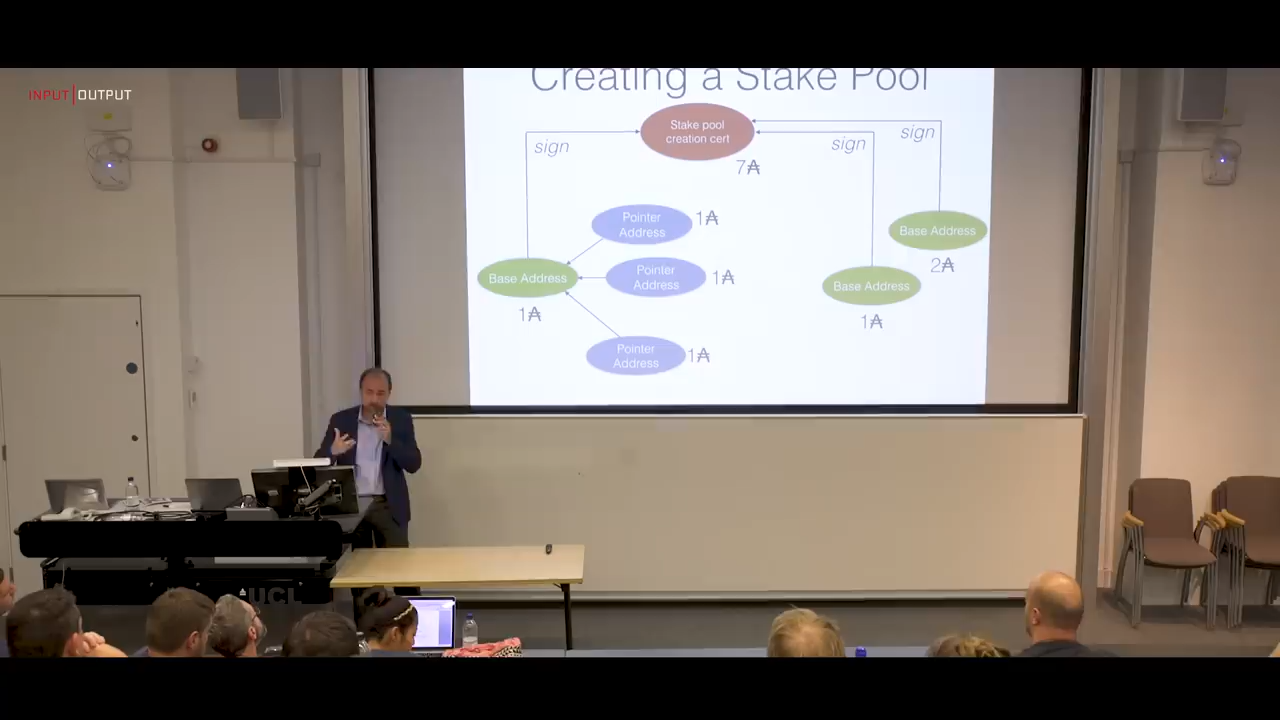 INPUT OUTPUT
Creating a Stake Pool
Stake pool
creation cert
sign
sign
sign
7₳
Pointer
Address
1₳
Base Address
2₳
Base Address
1₳
Pointer
Address
1₳
Base Address
1₳
Pointer
Address
1₳
UCL